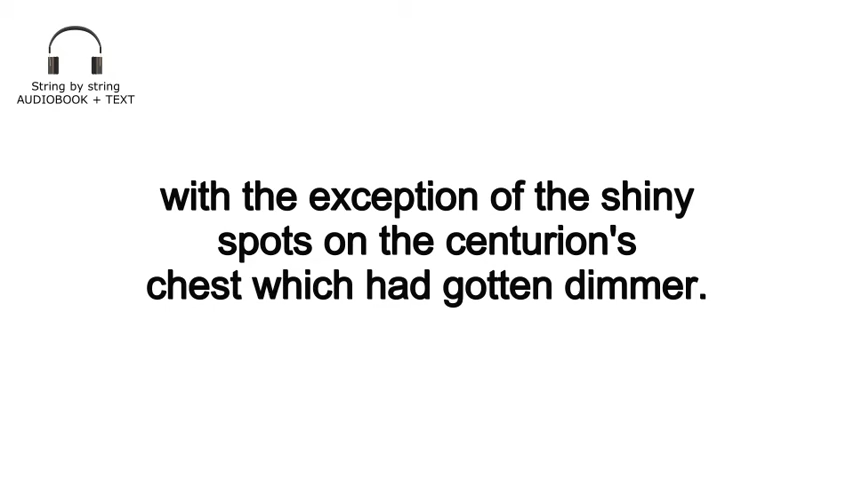 String by string
AUDIOBOOK + TEXT
with the exception of the shiny
spots on the centurion's
chest which had gotten dimmer.